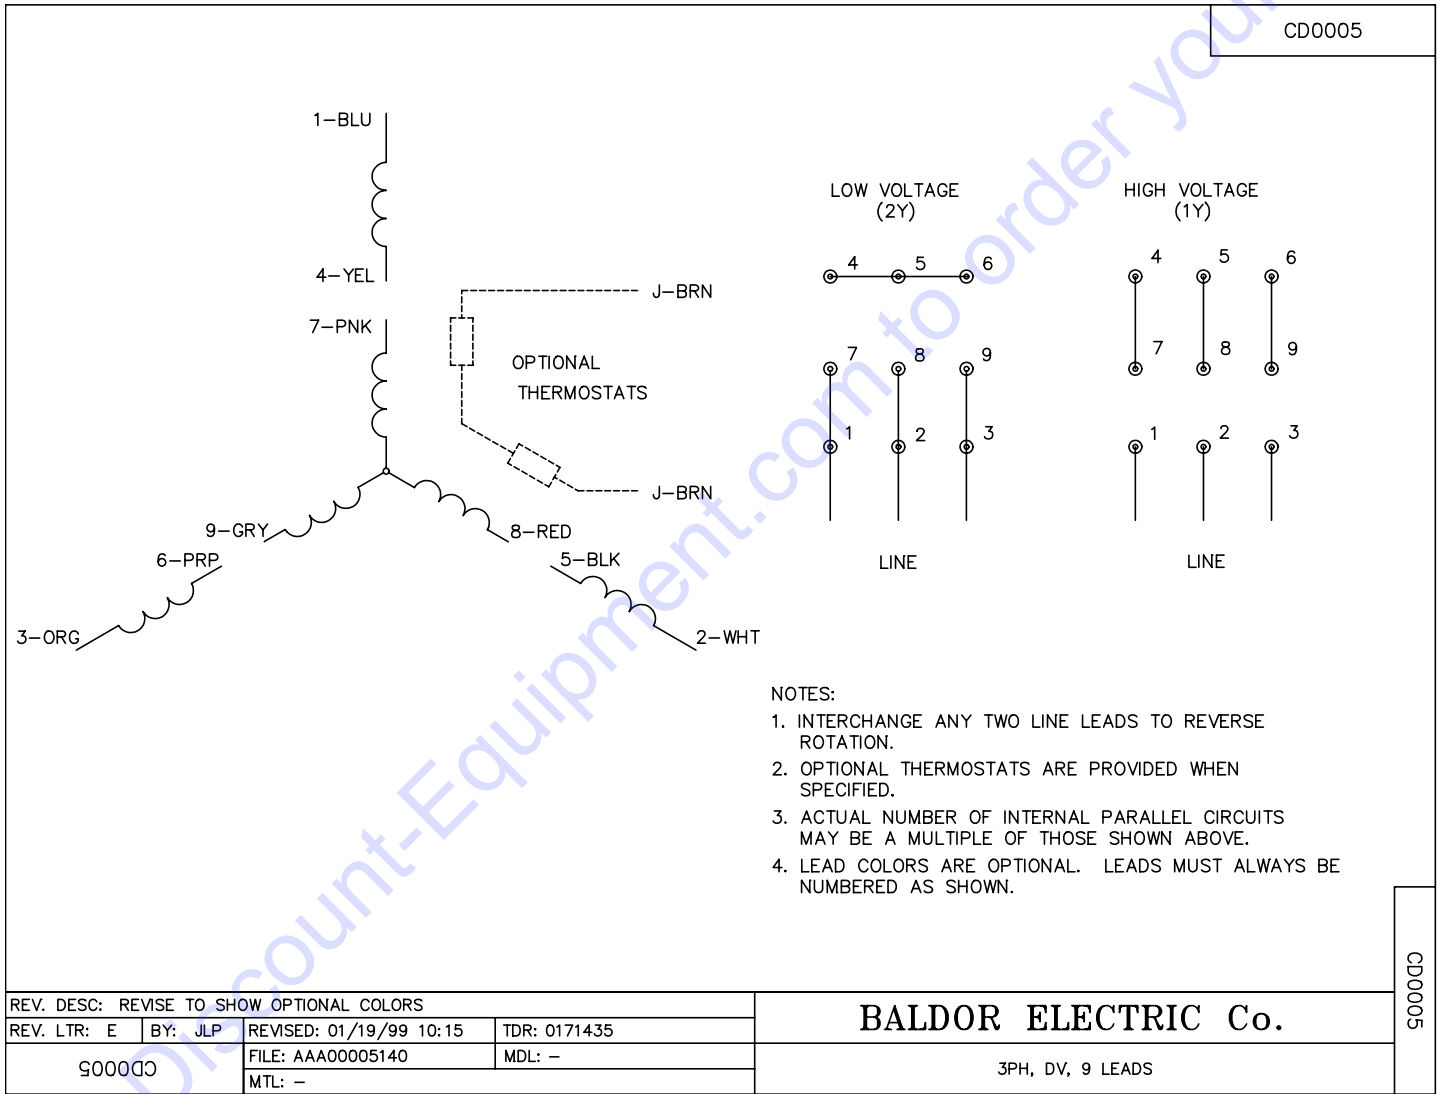 CD0005
1-BLU
4-YEL
7-PNK
J-BRN
OPTIONAL
THERMOSTATS
J-BRN
9-GRY
8-RED
6-PRP
5-BLK
3-ORG
2-WHT
LOW VOLTAGE
(2Y)
4 5 6
7 8 9
1 2 3
LINE
HIGH VOLTAGE
(1Y)
4 5 6
7 8 9
1 2 3
LINE
NOTES:
1. INTERCHANGE ANY TWO LINE LEADS TO REVERSE
ROTATION.
2. OPTIONAL THERMOSTATS ARE PROVIDED WHEN
SPECIFIED.
3. ACTUAL NUMBER OF INTERNAL PARALLEL CIRCUITS
MAY BE A MULTIPLE OF THOSE SHOWN ABOVE.
4. LEAD COLORS ARE OPTIONAL. LEADS MUST ALWAYS BE
NUMBERED AS SHOWN.
CD0005
REV. DESC: REVISE TO SHOW OPTIONAL COLORS
REV. LTR: E BY: JLP REVISED: 01/19/99 10:15 TDR: 0171435
CD0005
FILE: AAA00005140 MDL: -
MTL: -
BALDOR ELECTRIC Co.
3PH, DV, 9 LEADS
Discount-Equipment.com to order your